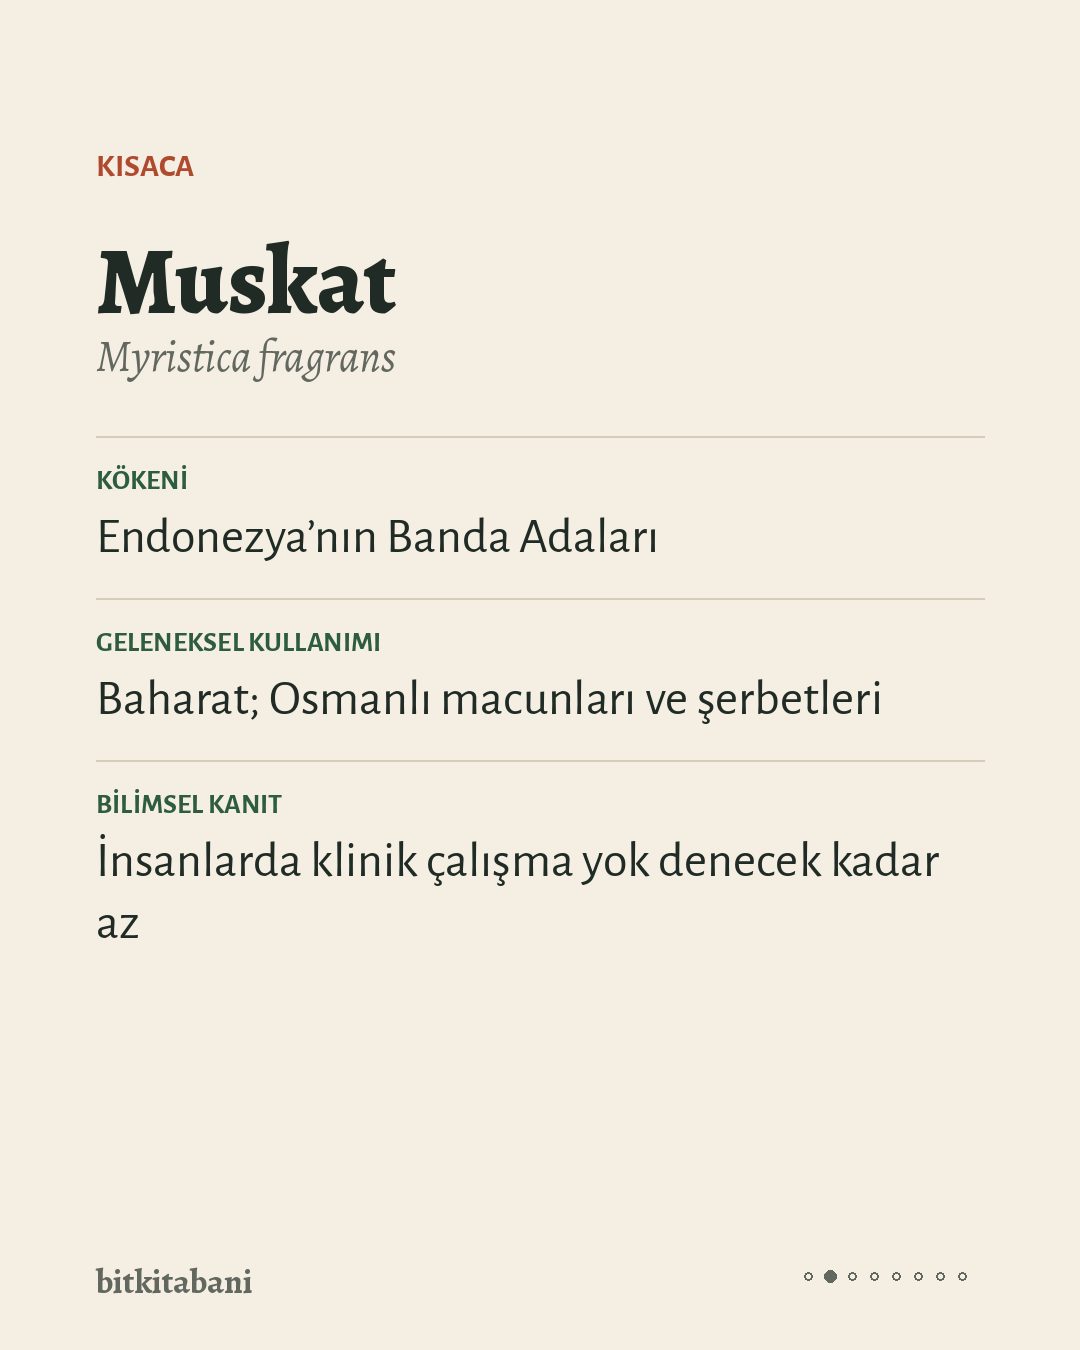 KISACA
Muskat
Myristica fragrans
KÖKENİ
Endonezya’nın Banda Adaları
GELENEKSEL KULLANIMI
Baharat; Osmanlı macunları ve şerbetleri
BİLİMSEL KANIT
İnsanlarda klinik çalışma yok denecek kadar
az
bitkitabani